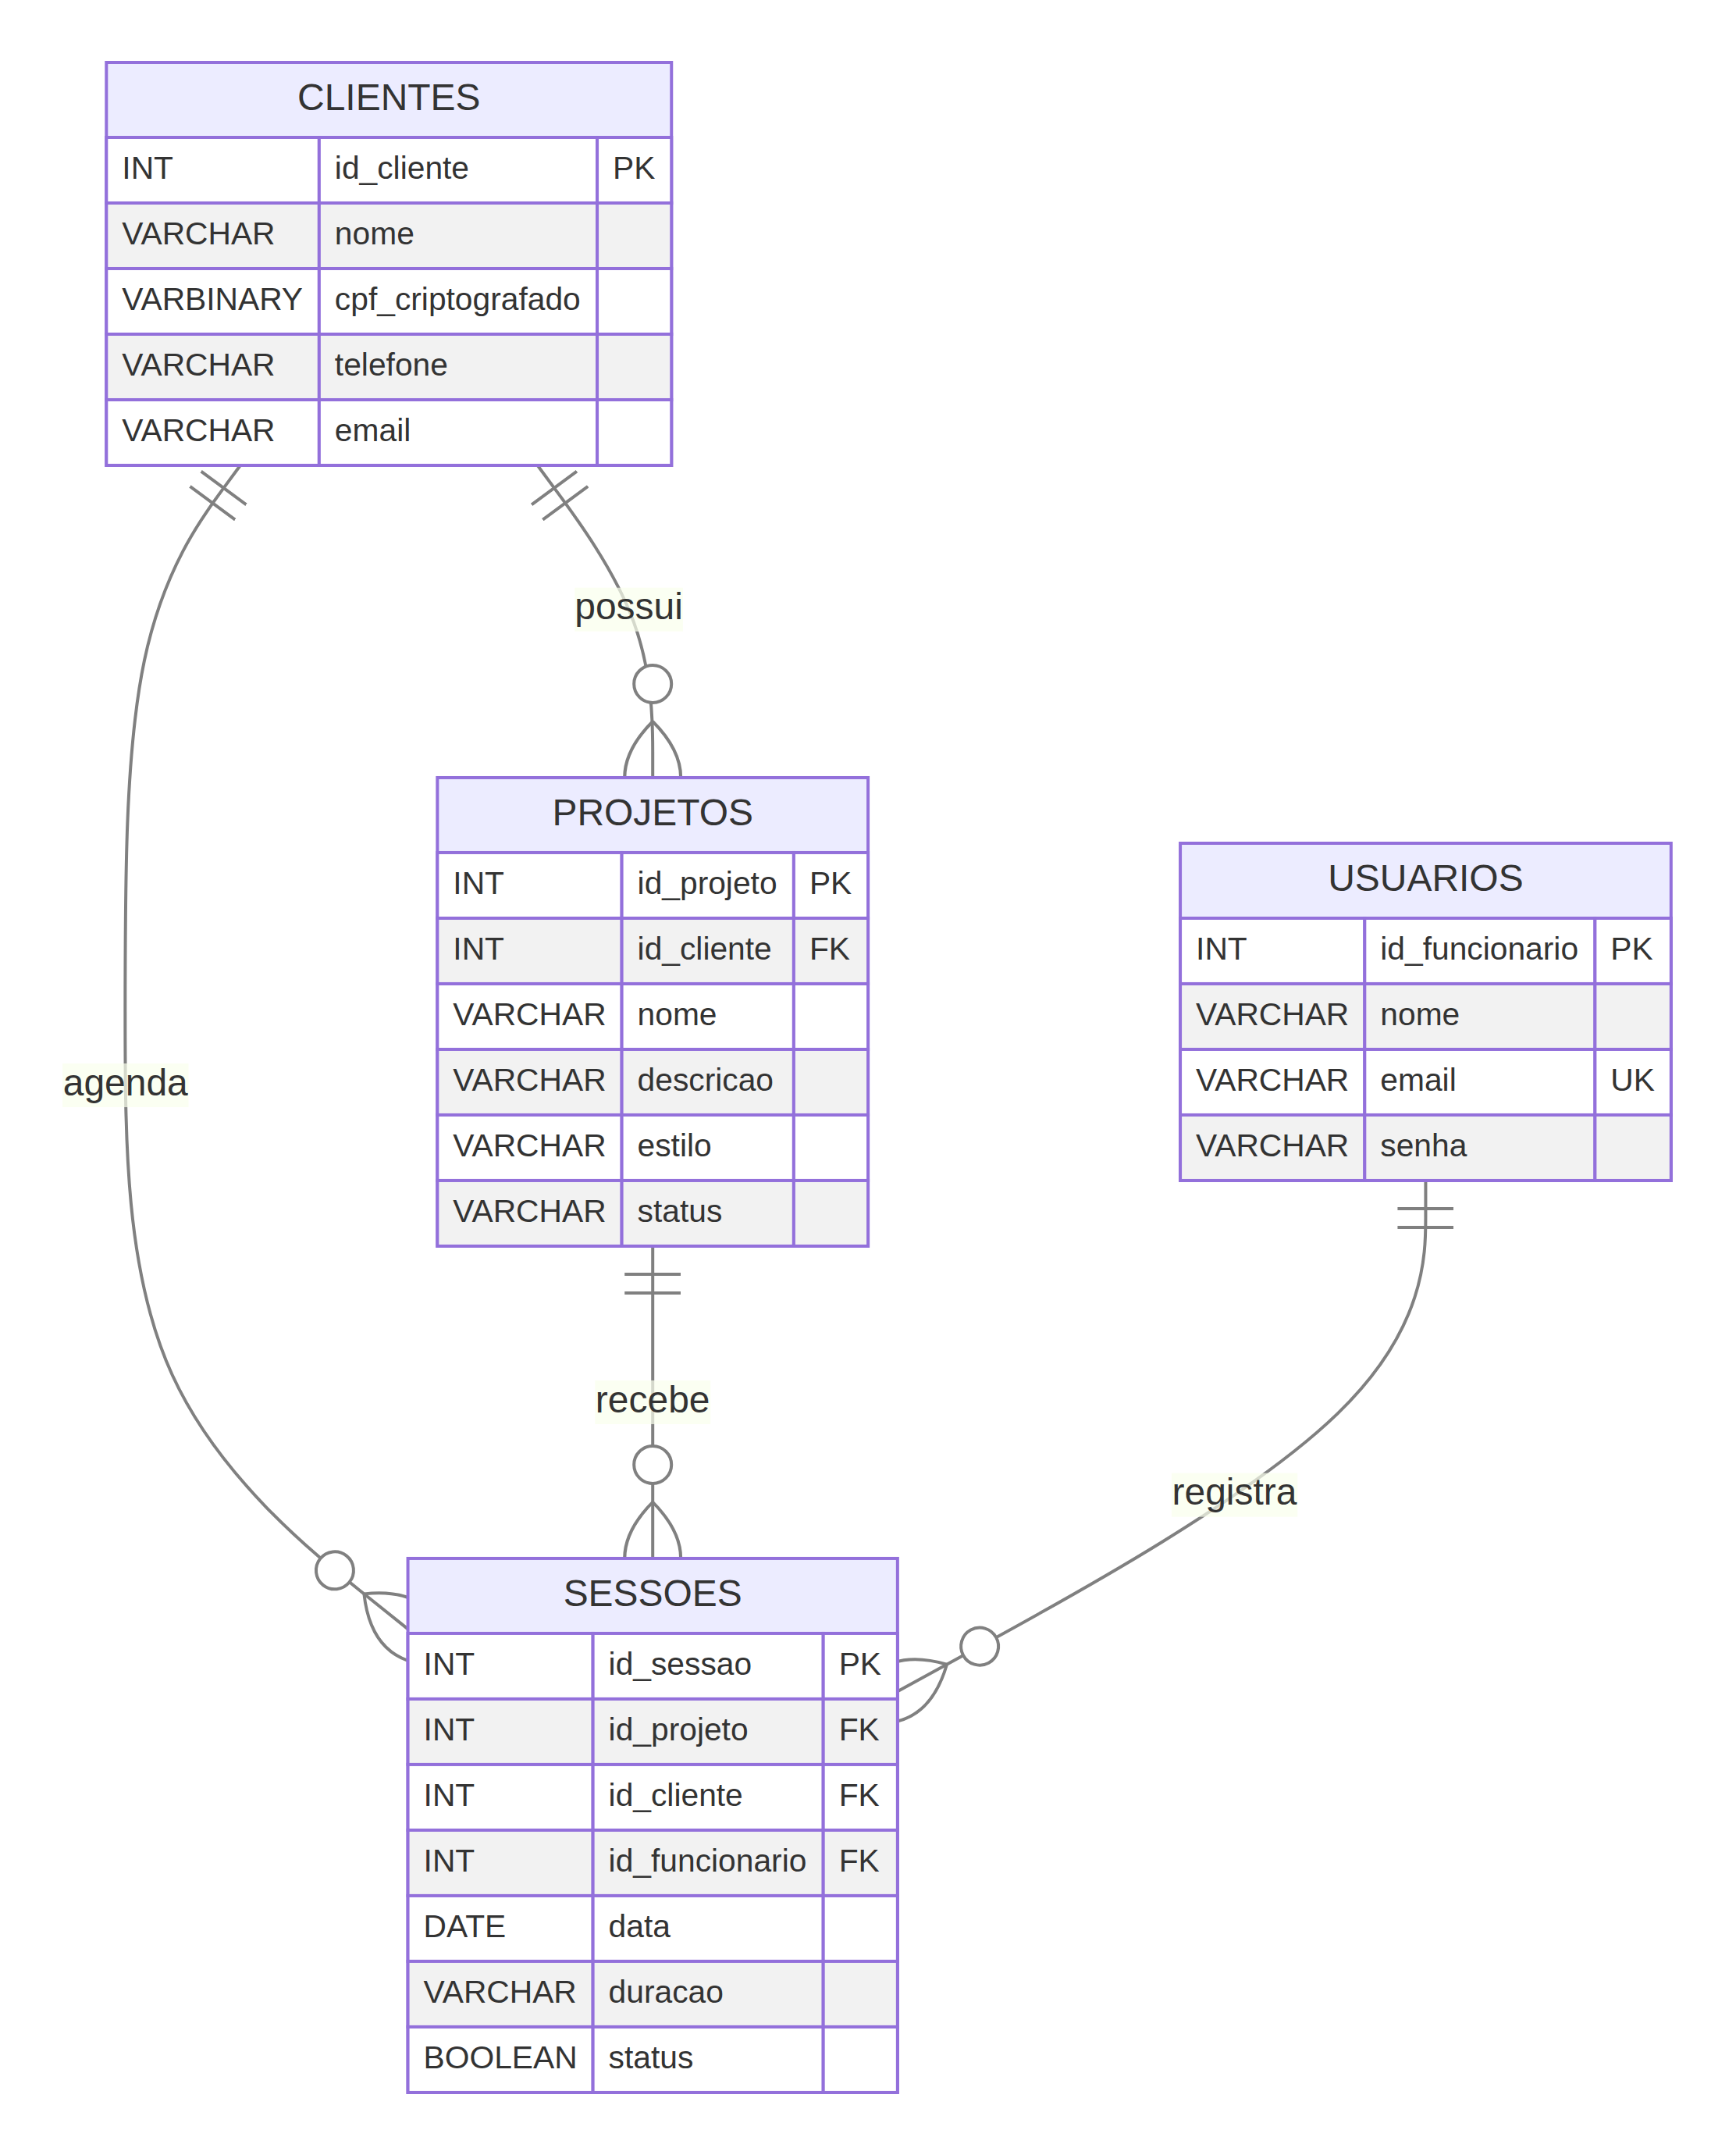 CLIENTES
INT id_cliente PK
VARCHAR nome
VARBINARY cpf_criptografado
VARCHAR telefone
VARCHAR email
possui
PROJETOS
INT id_projeto PK
INT id_cliente FK
VARCHAR nome
VARCHAR descricao
VARCHAR estilo
VARCHAR status
USUARIOS
INT id_funcionario PK
VARCHAR nome
VARCHAR email UK
VARCHAR senha
agenda
recebe
registra
SESSOES
INT id_sessao PK
INT id_projeto FK
INT id_cliente FK
INT id_funcionario FK
DATE data
VARCHAR duracao
BOOLEAN status